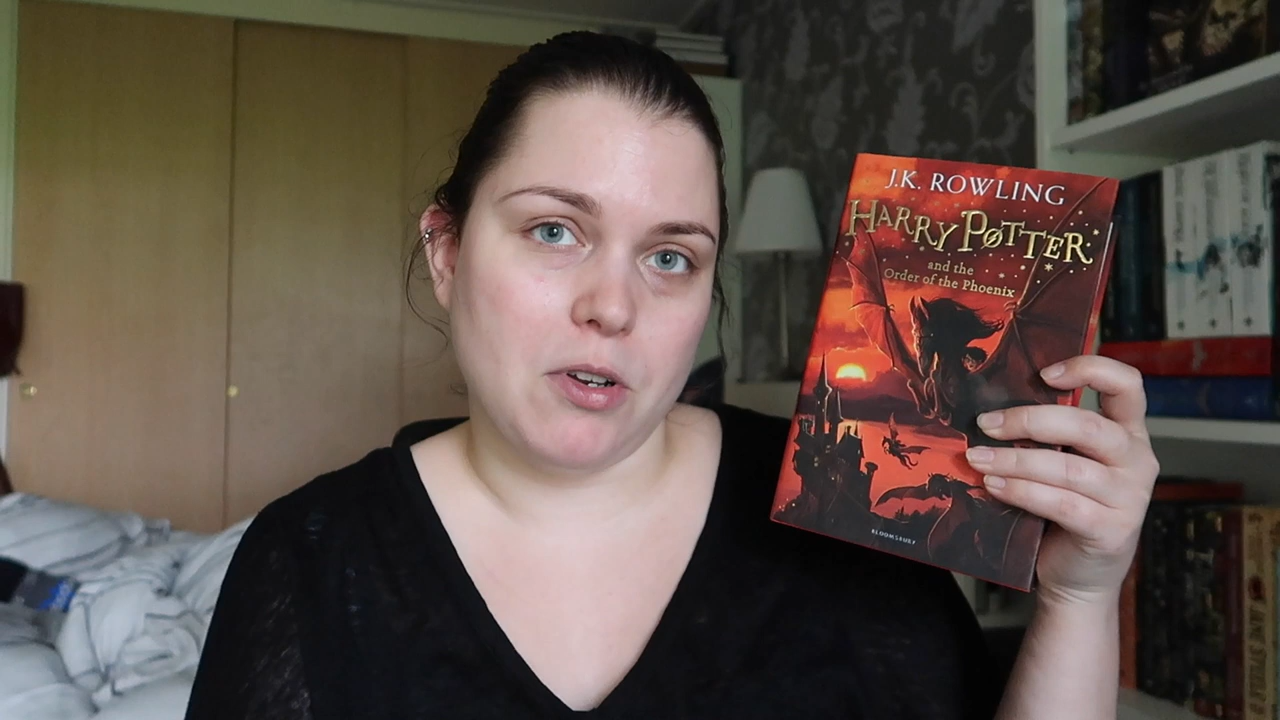 J.K. ROWLING
HARRY POTTER
and the
Order of the Phoenix
BLOOMSBURY